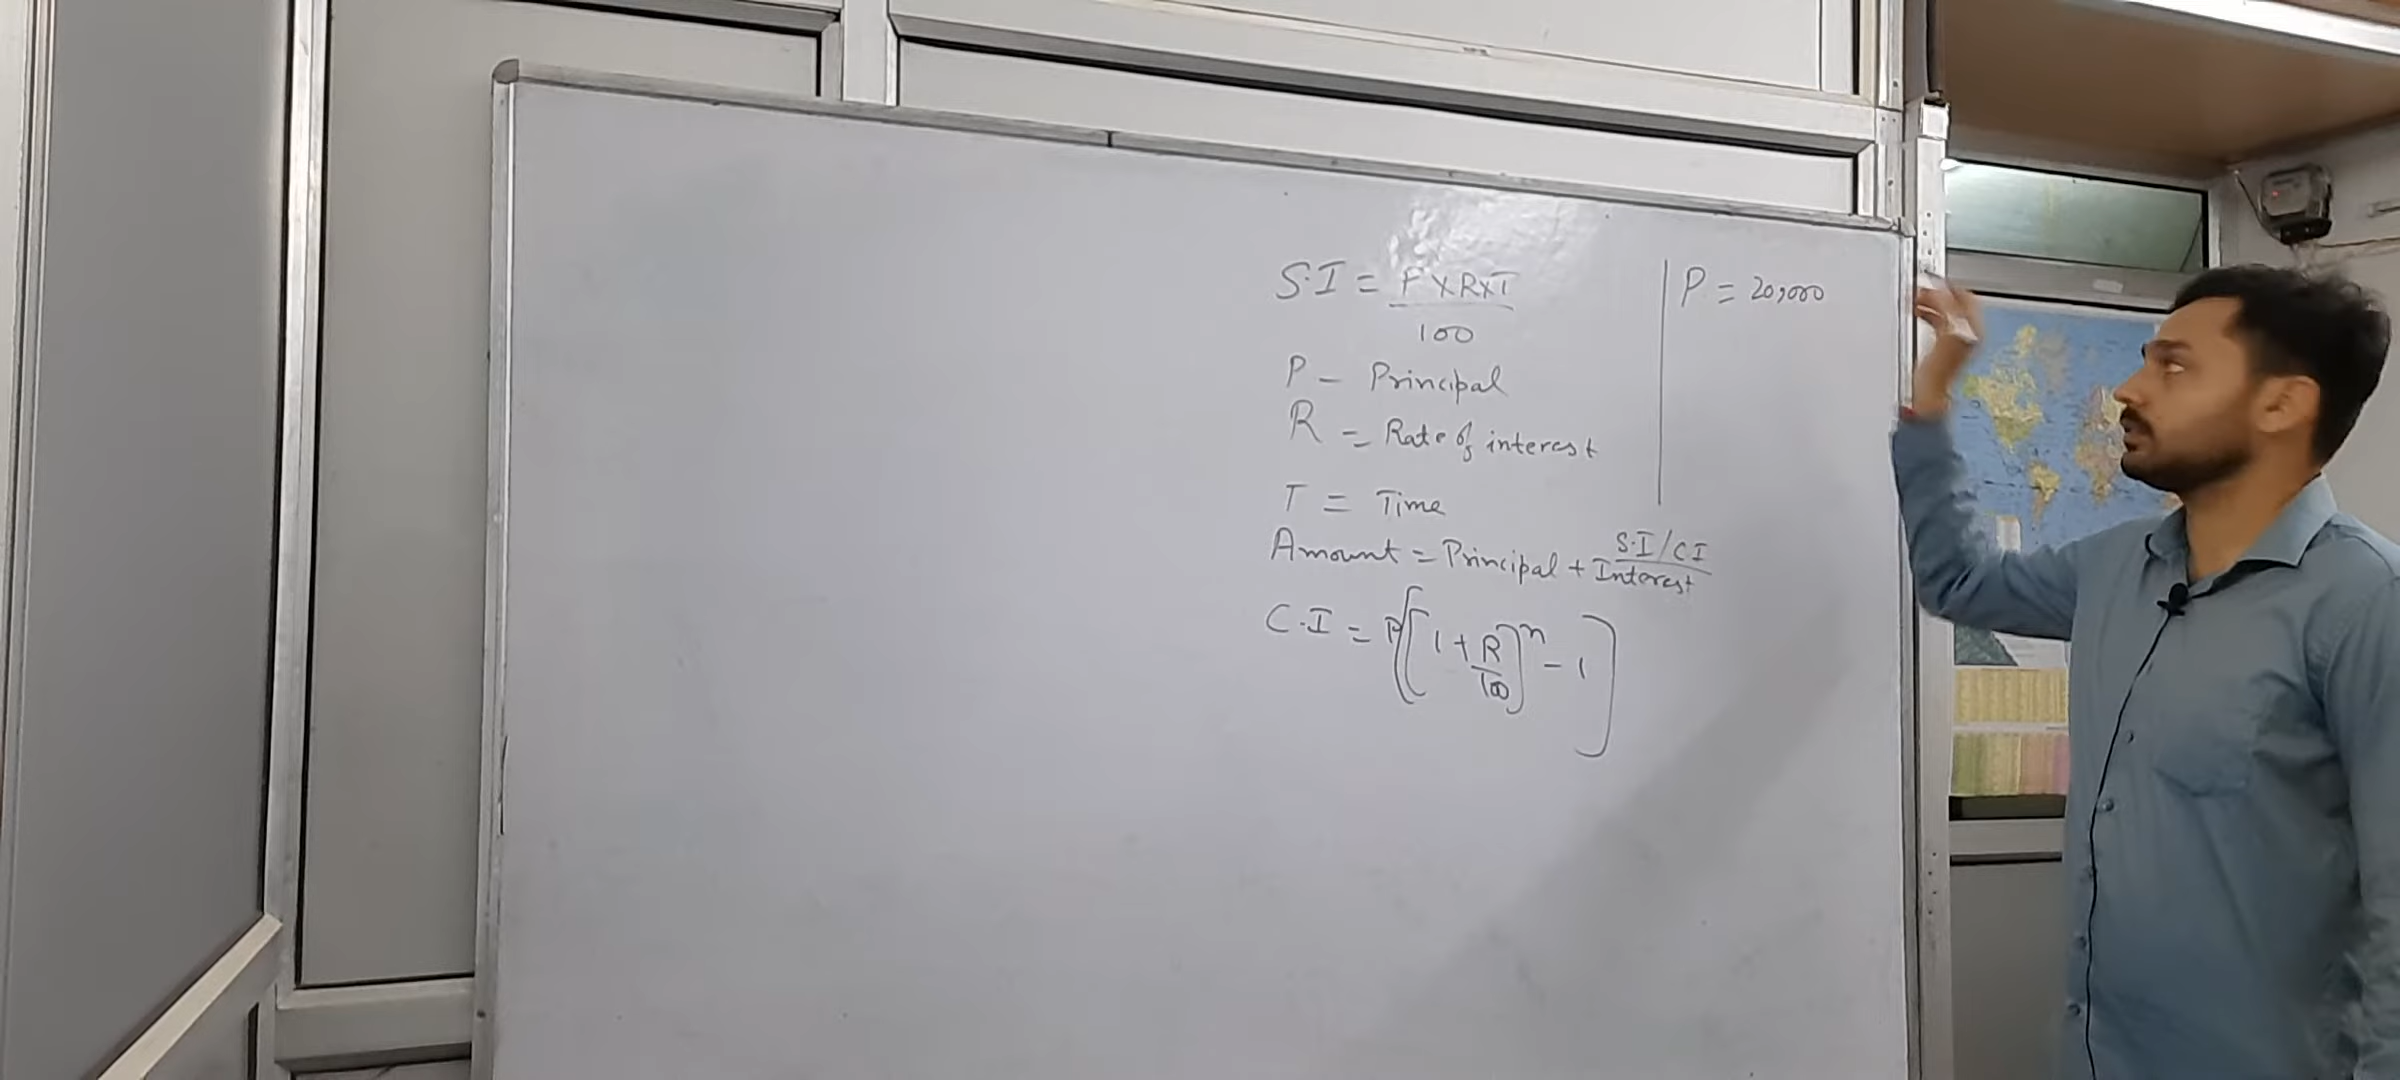 S.I = P X R X T
100
P - Principal
R = Rate of interest
T = Time
Amount = Principal + S.I / C I
Interest
C.I = P[[1 + R/100]^n - 1]
P = 20,000